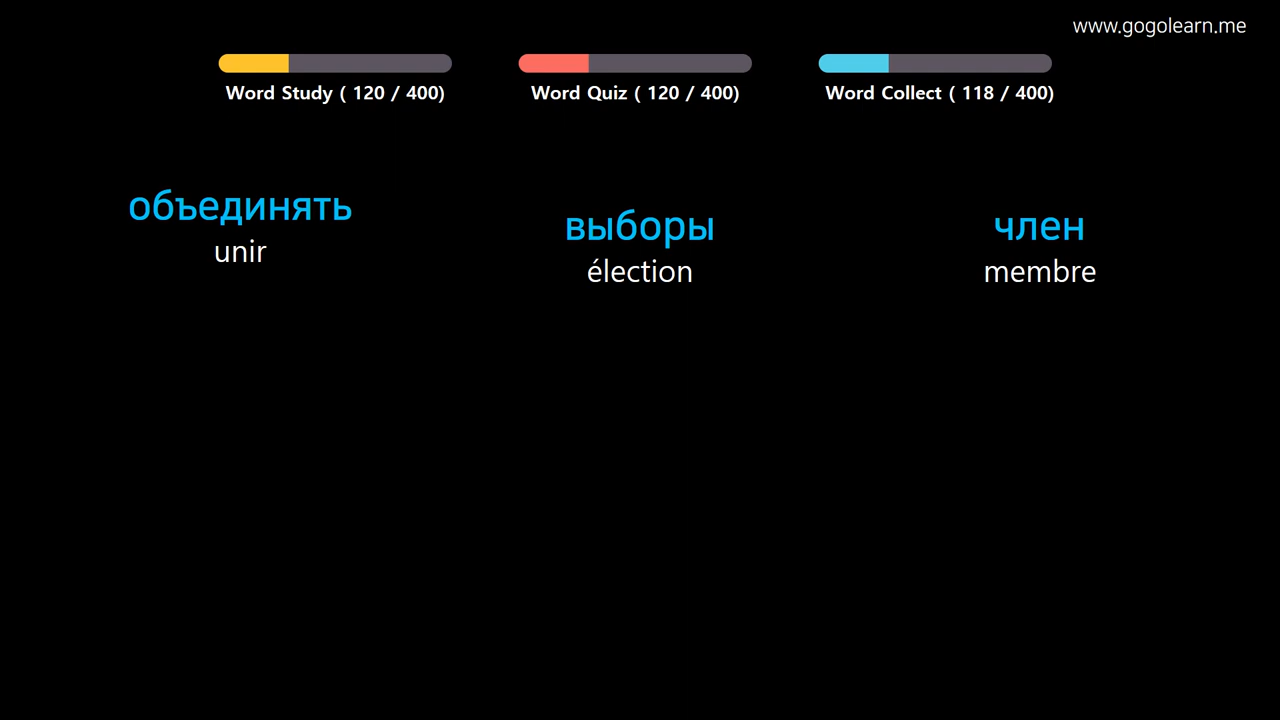 www.gogolearn.me
Word Study ( 120 / 400)
Word Quiz ( 120 / 400)
Word Collect ( 118 / 400)
объединять
unir
выборы
élection
член
membre